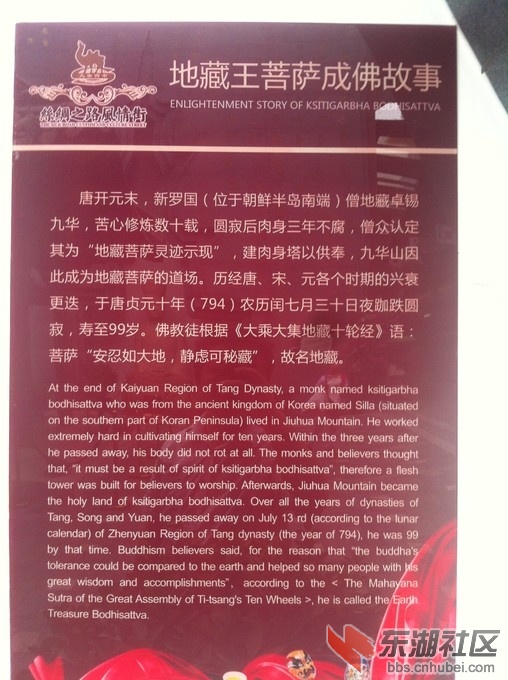 絲綢之路風情街
地藏王菩萨成佛故事
ENLIGHTENMENT STORY OF KSITIGARBHA BODHISATTVA
唐开元末，新罗国（位于朝鲜半岛南端）僧地藏卓锡
九华，苦心修炼数十载，圆寂后肉身三年不腐，僧众认定
其为“地藏菩萨灵迹示现”，建肉身塔以供奉，九华山因
此成为地藏菩萨的道场。历经唐、宋、元各个时期的兴衰
更迭，于唐贞元十年（794）农历闰七月三十日夜跏趺圆
寂，寿至99岁。佛教徒根据《大乘大集地藏十轮经》语：
菩萨“安忍如大地，静虑可秘藏”，故名地藏。
At the end of Kaiyuan Region of Tang Dynasty, a monk named ksitigarbha
bodhisattva who was from the ancient kingdom of Korea named Silla (situated
on the southern part of Koran Peninsula) lived in Jiuhua Mountain. He worked
extremely hard in cultivating himself for ten years. Within the three years after
he passed away, his body did not rot at all. The monks and believers thought
that, “it must be a result of spirit of ksitigarbha bodhisattva”, therefore a flesh
tower was built for believers to worship. Afterwards, Jiuhua Mountain became
the holy land of ksitigarbha bodhisattva. Over all the years of dynasties of
Tang, Song and Yuan, he passed away on July 13 rd (according to the lunar
calendar) of Zhenyuan Region of Tang dynasty (the year of 794), he was 99
by that time. Buddhism believers said, for the reason that “the buddha's
tolerance could be compared to the earth and helped so many people with his
great wisdom and accomplishments”, according to the < The Mahayana
Sutra of the Great Assembly of Ti-tsang's Ten Wheels >, he is called the Earth
Treasure Bodhisattva.
东湖社区
bbs.cnhubei.com